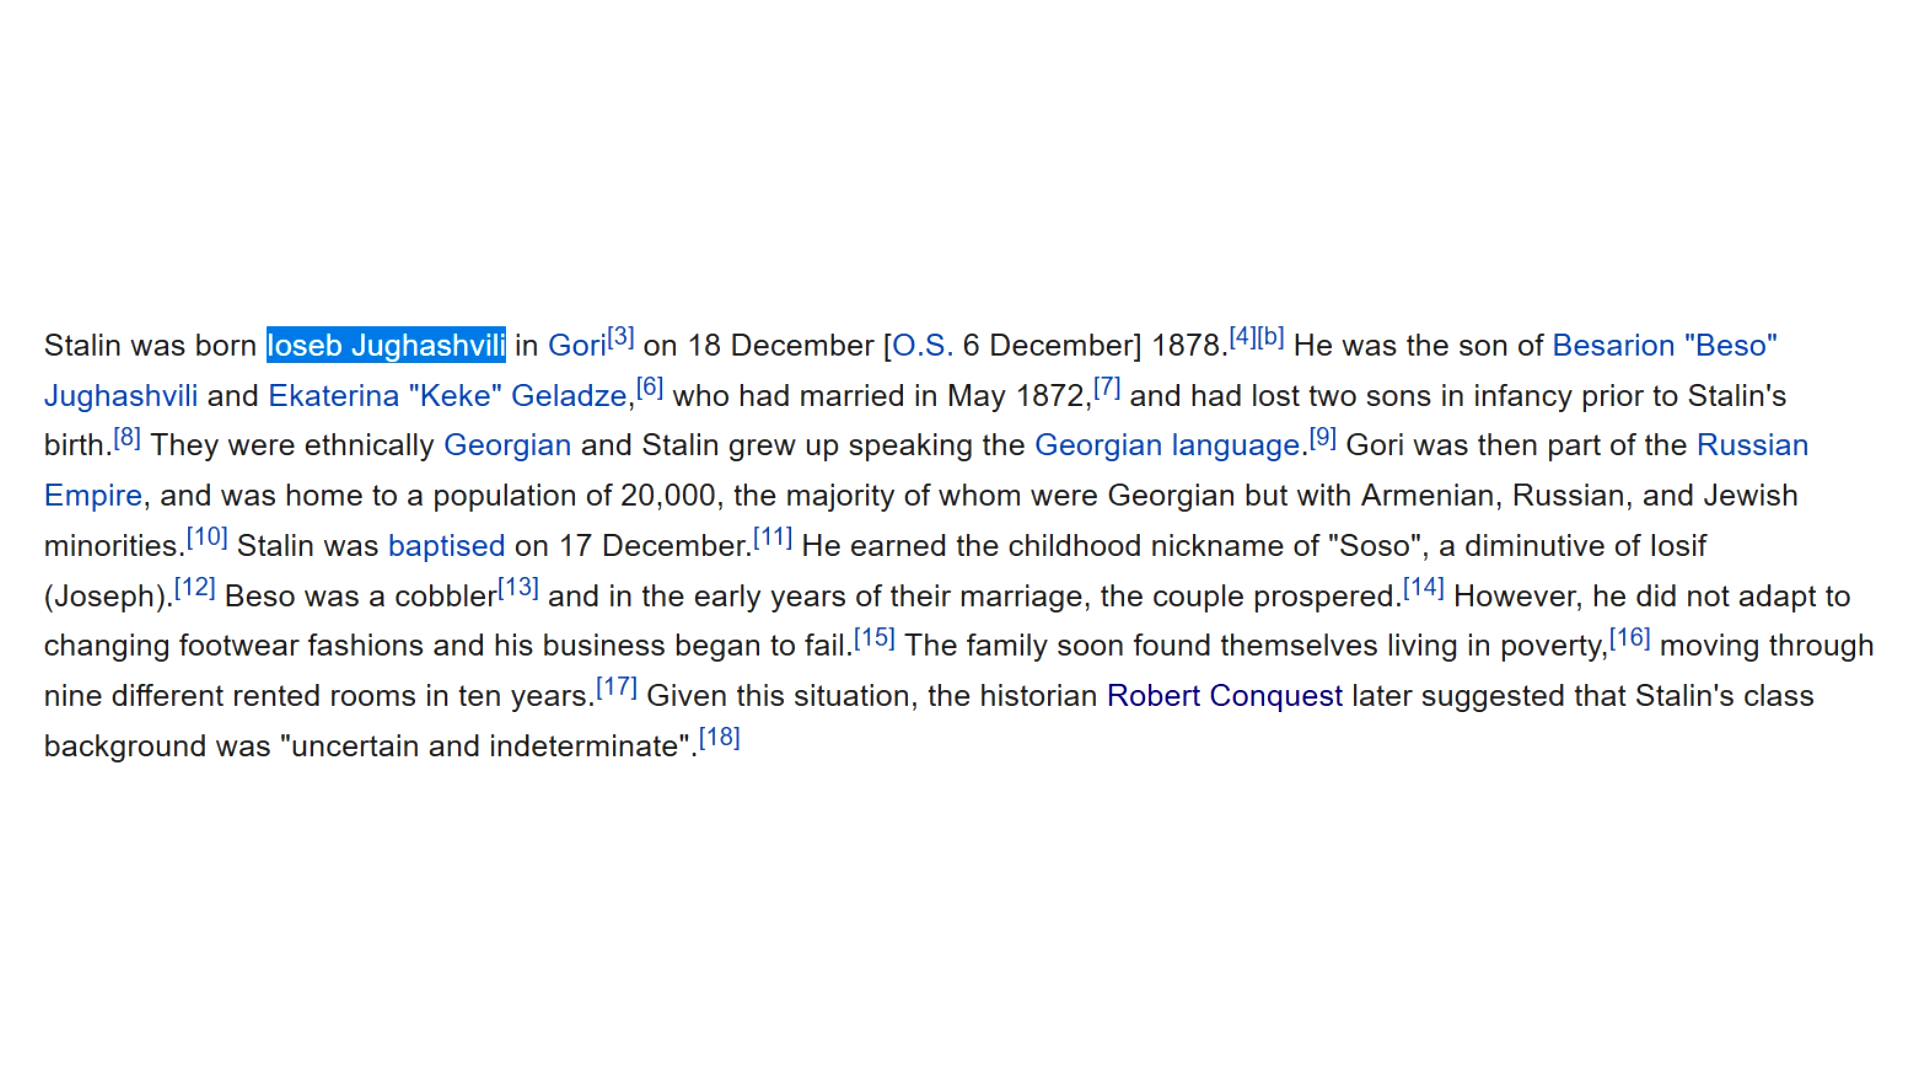 Stalin was born Ioseb Jughashvili in Gori[3] on 18 December [O.S. 6 December] 1878.[4][b] He was the son of Besarion "Beso"
Jughashvili and Ekaterina "Keke" Geladze,[6] who had married in May 1872,[7] and had lost two sons in infancy prior to Stalin's
birth.[8] They were ethnically Georgian and Stalin grew up speaking the Georgian language.[9] Gori was then part of the Russian
Empire, and was home to a population of 20,000, the majority of whom were Georgian but with Armenian, Russian, and Jewish
minorities.[10] Stalin was baptised on 17 December.[11] He earned the childhood nickname of "Soso", a diminutive of Iosif
(Joseph).[12] Beso was a cobbler[13] and in the early years of their marriage, the couple prospered.[14] However, he did not adapt to
changing footwear fashions and his business began to fail.[15] The family soon found themselves living in poverty,[16] moving through
nine different rented rooms in ten years.[17] Given this situation, the historian Robert Conquest later suggested that Stalin's class
background was "uncertain and indeterminate".[18]